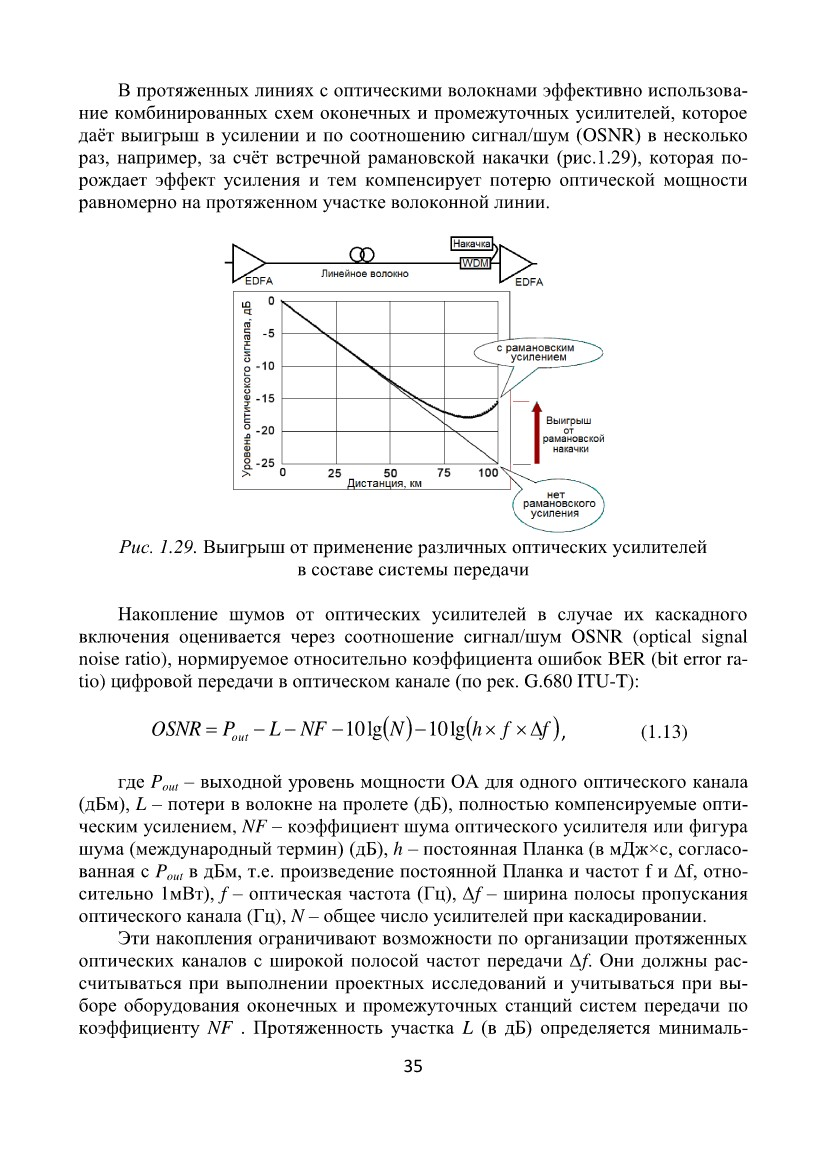 В протяженных линиях с оптическими волокнами эффективно использова-
ние комбинированных схем оконечных и промежуточных усилителей, которое
даёт выигрыш в усилении и по соотношению сигнал/шум (OSNR) в несколько
раз, например, за счёт встречной рамановской накачки (рис.1.29), которая по-
рождает эффект усиления и тем компенсирует потерю оптической мощности
равномерно на протяженном участке волоконной линии.
Накачка
WDM
Линейное волокно
EDFA
EDFA
Уровень оптического сигнала, дБ
0
-5
-10
-15
-20
-25
0 25 50 75 100
Дистанция, км
с рамановским
усилением
Выигрыш
от
рамановской
накачки
нет
рамановского
усиления
Рис. 1.29. Выигрыш от применение различных оптических усилителей
в составе системы передачи
Накопление шумов от оптических усилителей в случае их каскадного
включения оценивается через соотношение сигнал/шум OSNR (optical signal
noise ratio), нормируемое относительно коэффициента ошибок BER (bit error ra-
tio) цифровой передачи в оптическом канале (по рек. G.680 ITU-T):
OSNR = Pout − L − NF − 10 lg(N) − 10 lg(h × f × Δf), (1.13)
где Pout – выходной уровень мощности ОА для одного оптического канала
(дБм), L – потери в волокне на пролете (дБ), полностью компенсируемые опти-
ческим усилением, NF – коэффициент шума оптического усилителя или фигура
шума (международный термин) (дБ), h – постоянная Планка (в мДж×с, согласо-
ванная с Pout в дБм, т.е. произведение постоянной Планка и частот f и Δf, отно-
сительно 1мВт), f – оптическая частота (Гц), Δf – ширина полосы пропускания
оптического канала (Гц), N – общее число усилителей при каскадировании.
Эти накопления ограничивают возможности по организации протяженных
оптических каналов с широкой полосой частот передачи Δf. Они должны рас-
считываться при выполнении проектных исследований и учитываться при вы-
боре оборудования оконечных и промежуточных станций систем передачи по
коэффициенту NF . Протяженность участка L (в дБ) определяется минималь-
35